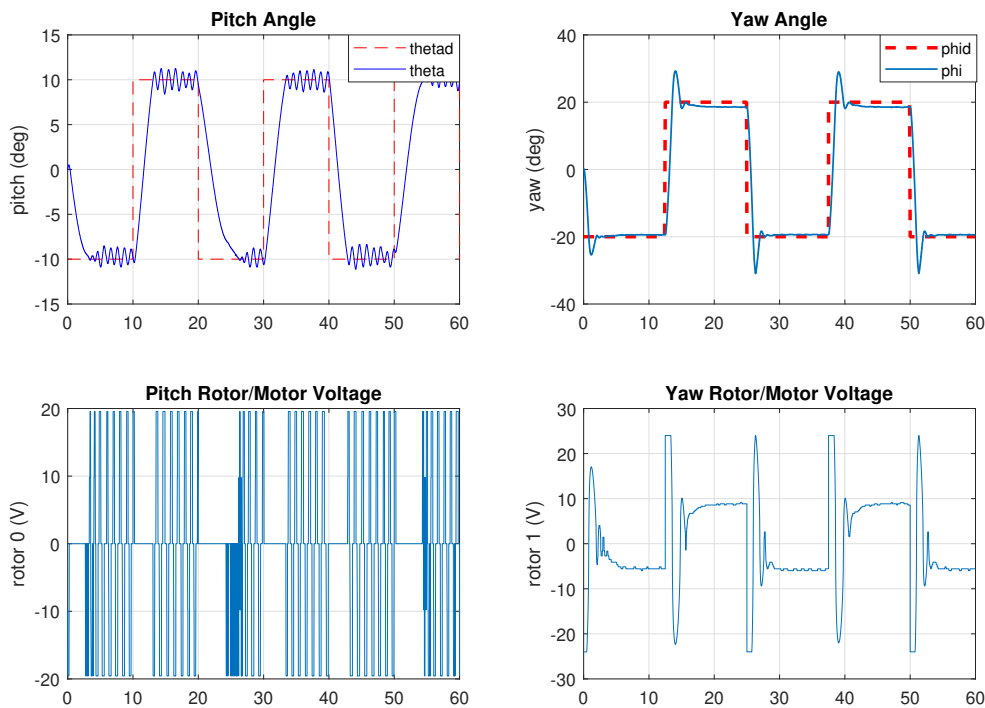 Pitch Angle
15
10
5
0
-5
-10
-15
pitch (deg)
thetad
theta
0 10 20 30 40 50 60
Yaw Angle
40
20
0
-20
-40
yaw (deg)
phid
phi
0 10 20 30 40 50 60
Pitch Rotor/Motor Voltage
20
10
0
-10
-20
rotor 0 (V)
0 10 20 30 40 50 60
Yaw Rotor/Motor Voltage
30
20
10
0
-10
-20
-30
rotor 1 (V)
0 10 20 30 40 50 60